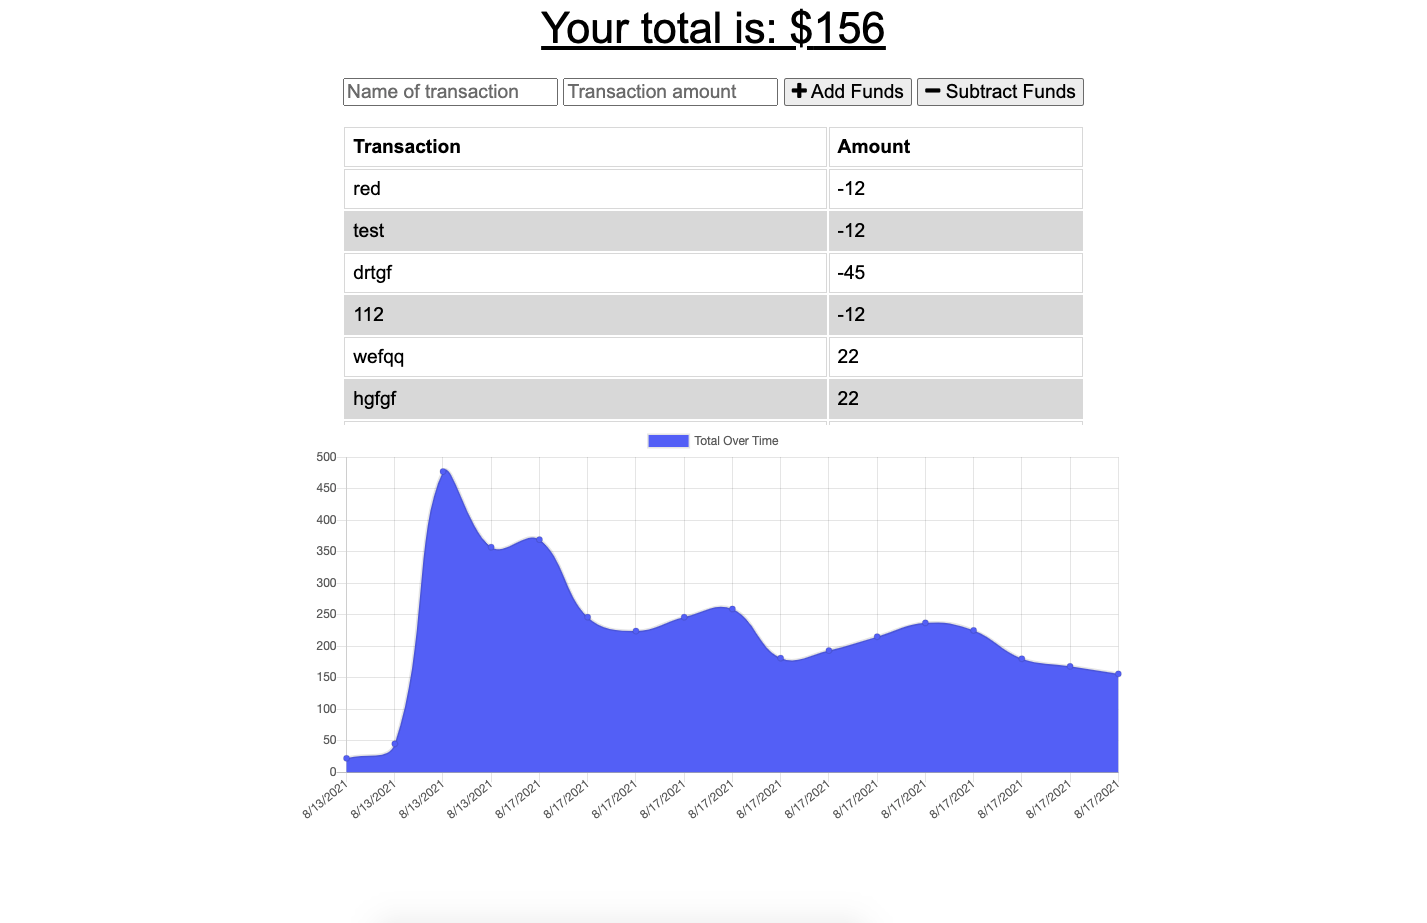 Your total is: $156
Name of transaction Transaction amount Add Funds Subtract Funds
Transaction Amount
red -12
test -12
drtgf -45
112 -12
wefqq 22
hgfgf 22
Total Over Time
500
450
400
350
300
250
200
150
100
50
0
8/13/2021 8/13/2021 8/13/2021 8/13/2021 8/17/2021 8/17/2021 8/17/2021 8/17/2021 8/17/2021 8/17/2021 8/17/2021 8/17/2021 8/17/2021 8/17/2021 8/17/2021 8/17/2021 8/17/2021